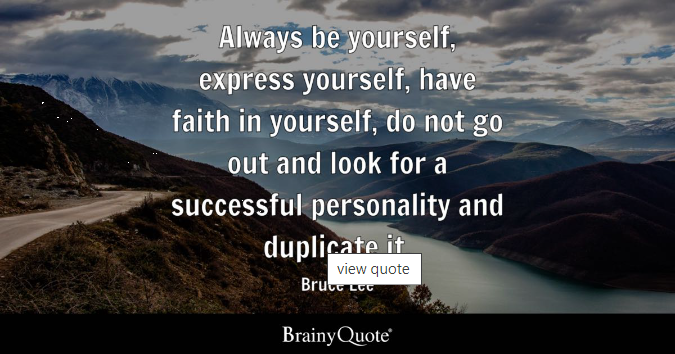 Always be yourself,
express yourself, have
faith in yourself, do not go
out and look for a
successful personality and
duplicate it
view quote
Bruce Lee
BrainyQuote®